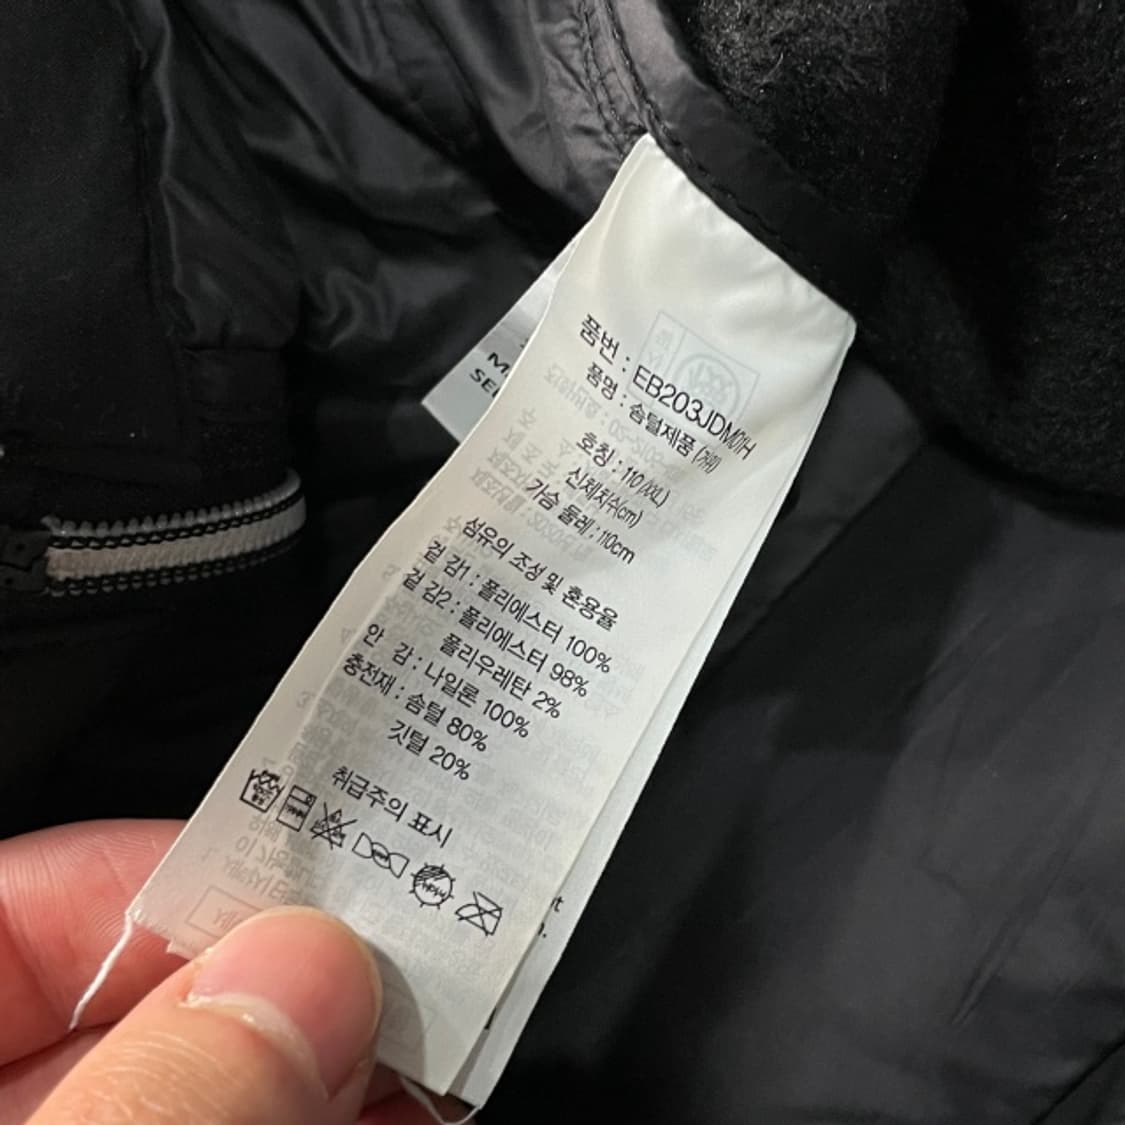 품번 : EB203JDM01H
품명 : 솜털제품 (거위)
호칭 : 110 (XXL)
신체치수(cm)
가슴 둘레 : 110cm
섬유의 조성 및 혼용율
겉 감1 : 폴리에스터 100%
겉 감2 : 폴리에스터 98%
폴리우레탄 2%
안 감 : 나일론 100%
충전재 : 솜털 80%
깃털 20%
취급주의 표시